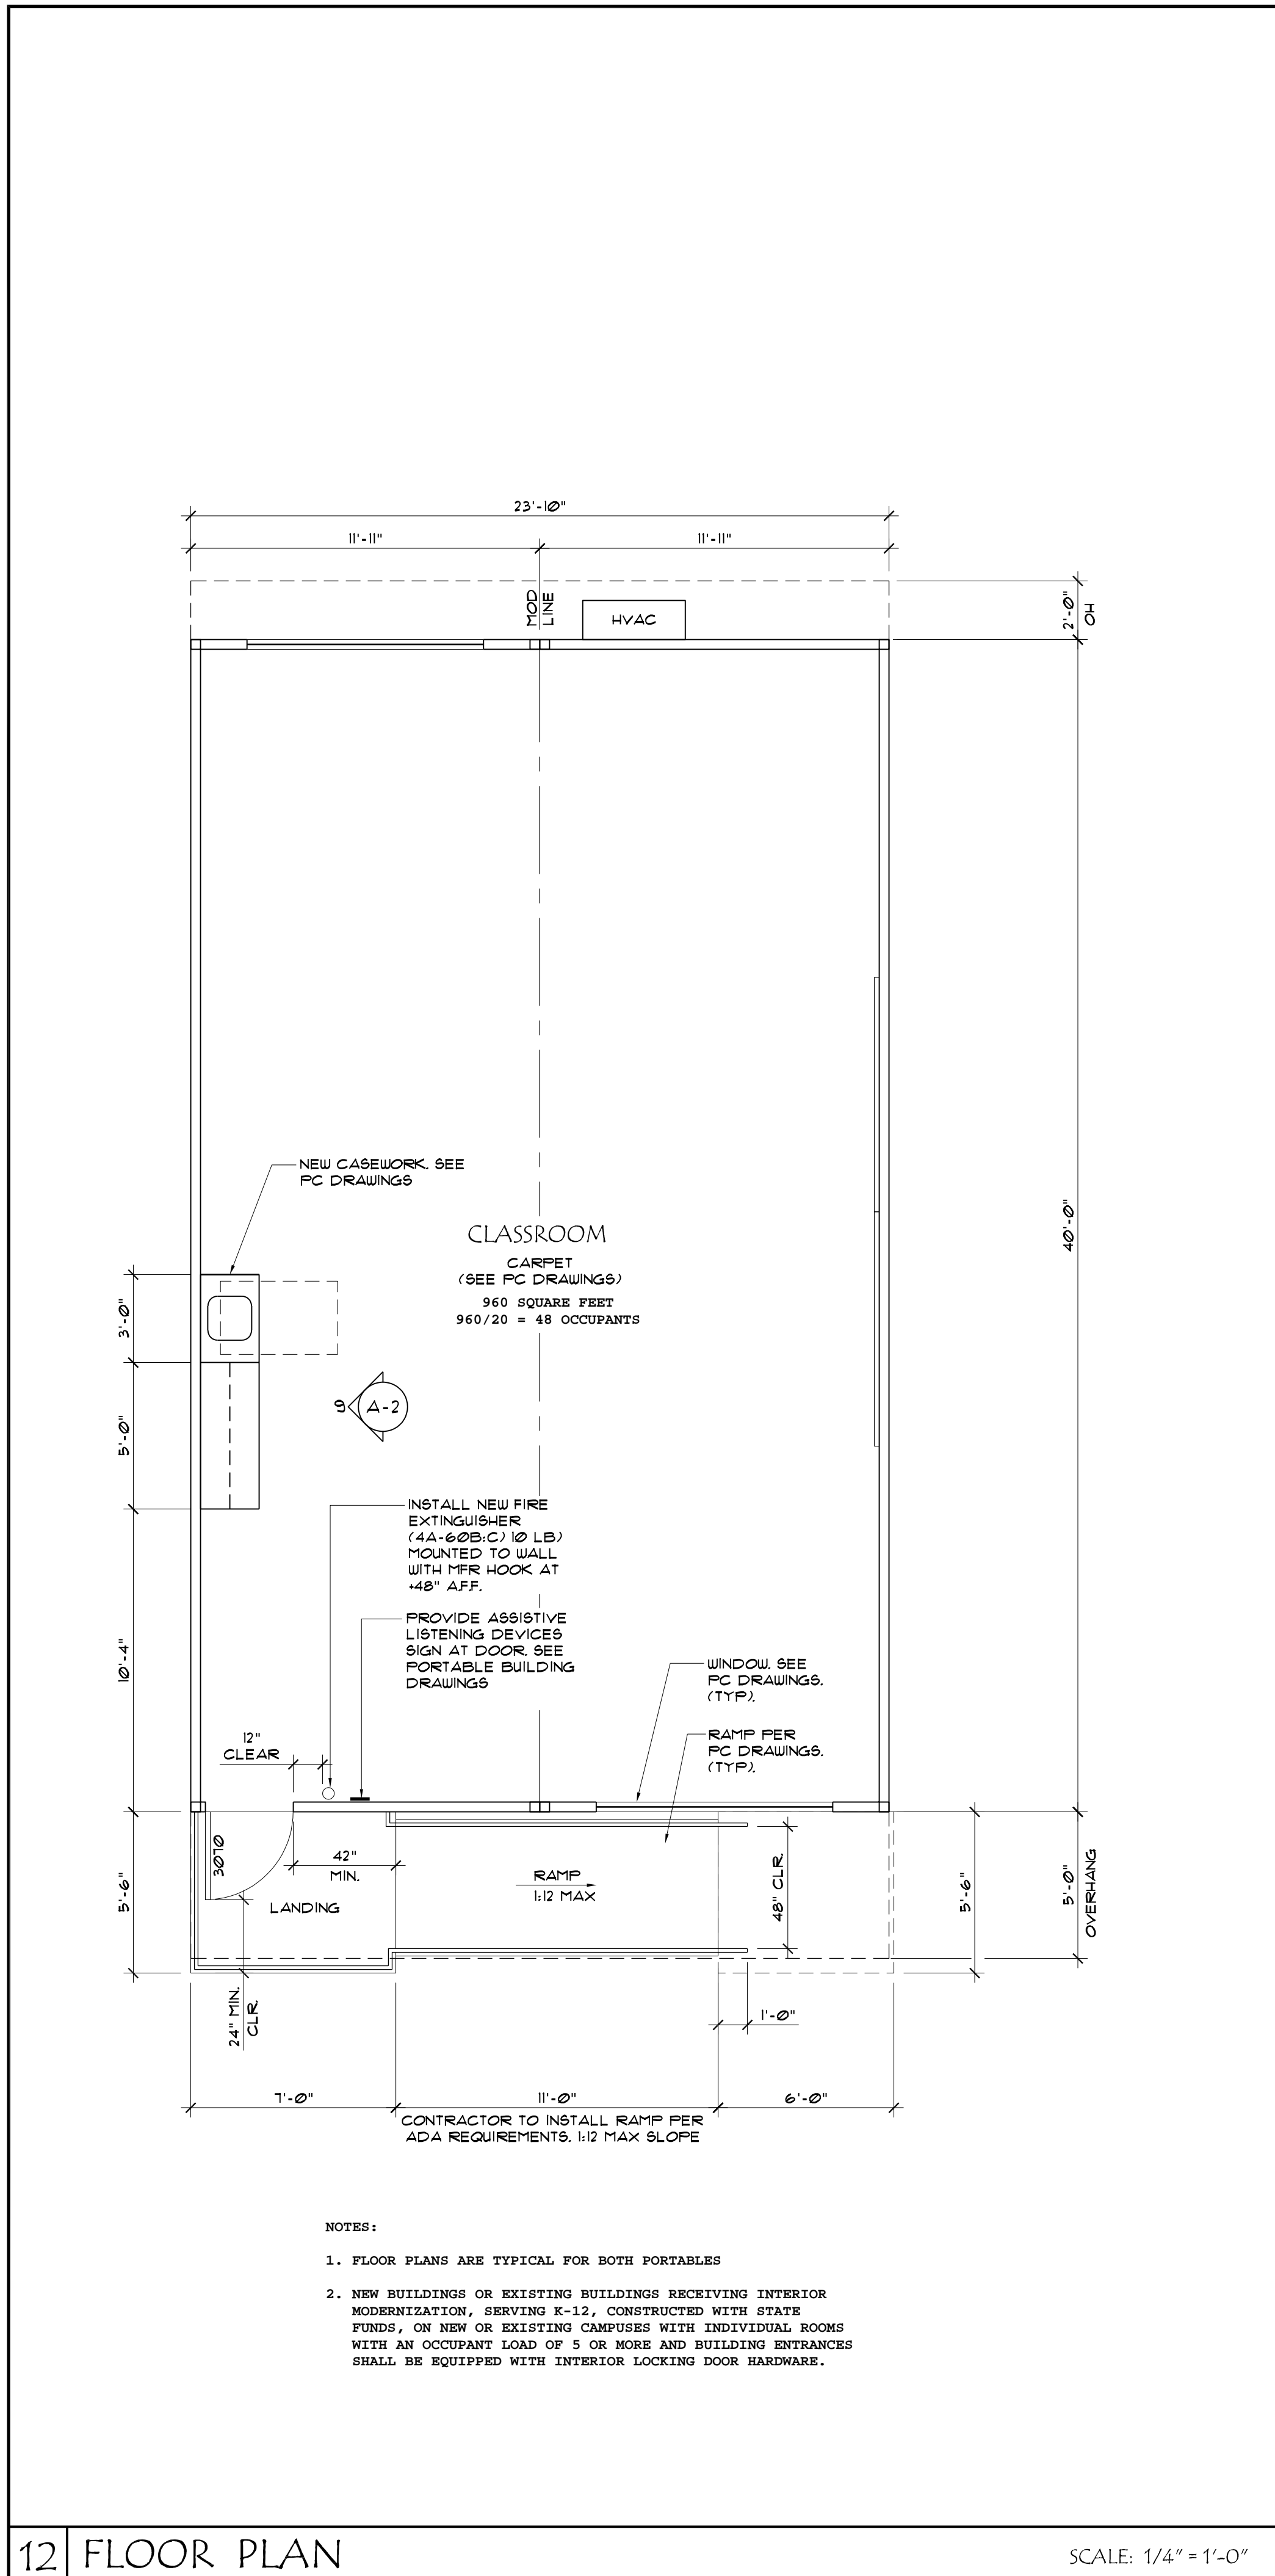 23'-10"
11'-11"
11'-11"
MOD
LINE
HVAC
2'-0"
OH
NEW CASEWORK. SEE
PC DRAWINGS
CLASSROOM
CARPET
(SEE PC DRAWINGS)
960 SQUARE FEET
960/20 = 48 OCCUPANTS
40'-0"
3'-0"
5'-0"
9
A-2
INSTALL NEW FIRE
EXTINGUISHER
(4A-60B:C) 10 LB)
MOUNTED TO WALL
WITH MFR HOOK AT
+48" A.F.F.
PROVIDE ASSISTIVE
LISTENING DEVICES
SIGN AT DOOR. SEE
PORTABLE BUILDING
DRAWINGS
10'-4"
WINDOW. SEE
PC DRAWINGS.
(TYP).
12"
CLEAR
RAMP PER
PC DRAWINGS.
(TYP).
3070
42"
MIN.
LANDING
RAMP
1:12 MAX
48" CLR.
5'-6"
5'-6"
5'-0"
OVERHANG
24" MIN.
CLR.
1'-0"
7'-0"
11'-0"
6'-0"
CONTRACTOR TO INSTALL RAMP PER
ADA REQUIREMENTS. 1:12 MAX SLOPE
NOTES:
1. FLOOR PLANS ARE TYPICAL FOR BOTH PORTABLES
2. NEW BUILDINGS OR EXISTING BUILDINGS RECEIVING INTERIOR
MODERNIZATION, SERVING K-12, CONSTRUCTED WITH STATE
FUNDS, ON NEW OR EXISTING CAMPUSES WITH INDIVIDUAL ROOMS
WITH AN OCCUPANT LOAD OF 5 OR MORE AND BUILDING ENTRANCES
SHALL BE EQUIPPED WITH INTERIOR LOCKING DOOR HARDWARE.
12 FLOOR PLAN
SCALE: 1/4" = 1'-0"